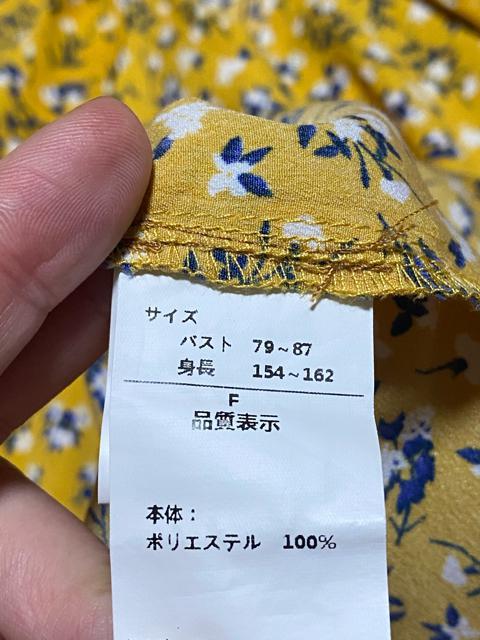 サイズ
バスト 79~87
身長 154~162
F
品質表示
本体:
ポリエステル 100%